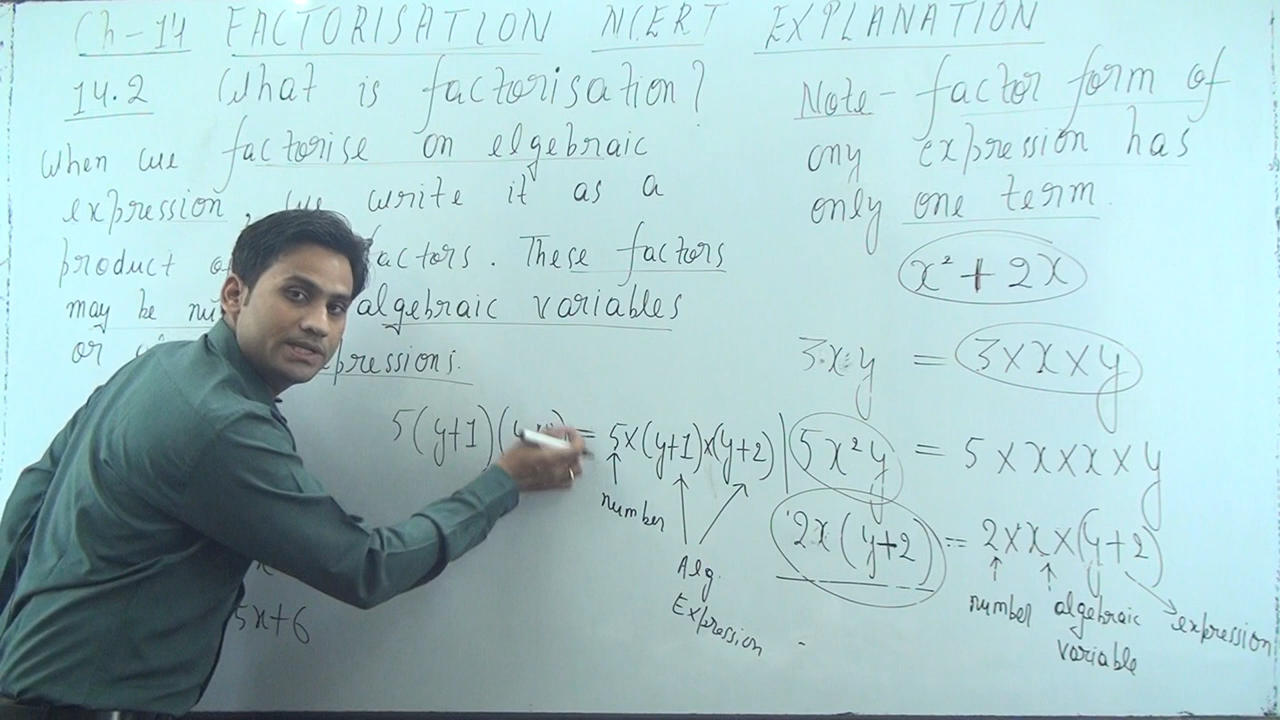 Ch-14 FACTORISATION NCERT EXPLANATION
14.2 What is factorisation?
When we factorise an algebraic
expression, we write it as a
product actors. These factors
may be algebraic variables
or pressions.
5(y+1)( = 5×(y+1)×(y+2)
number
Alg.
Expression
5x+6
Note- factor form of
any expression has
only one term.
x²+2x
3xy = 3×x×y
5x²y = 5×x×x×y
2x(y+2) = 2×x×(y+2)
number algebraic variable expression